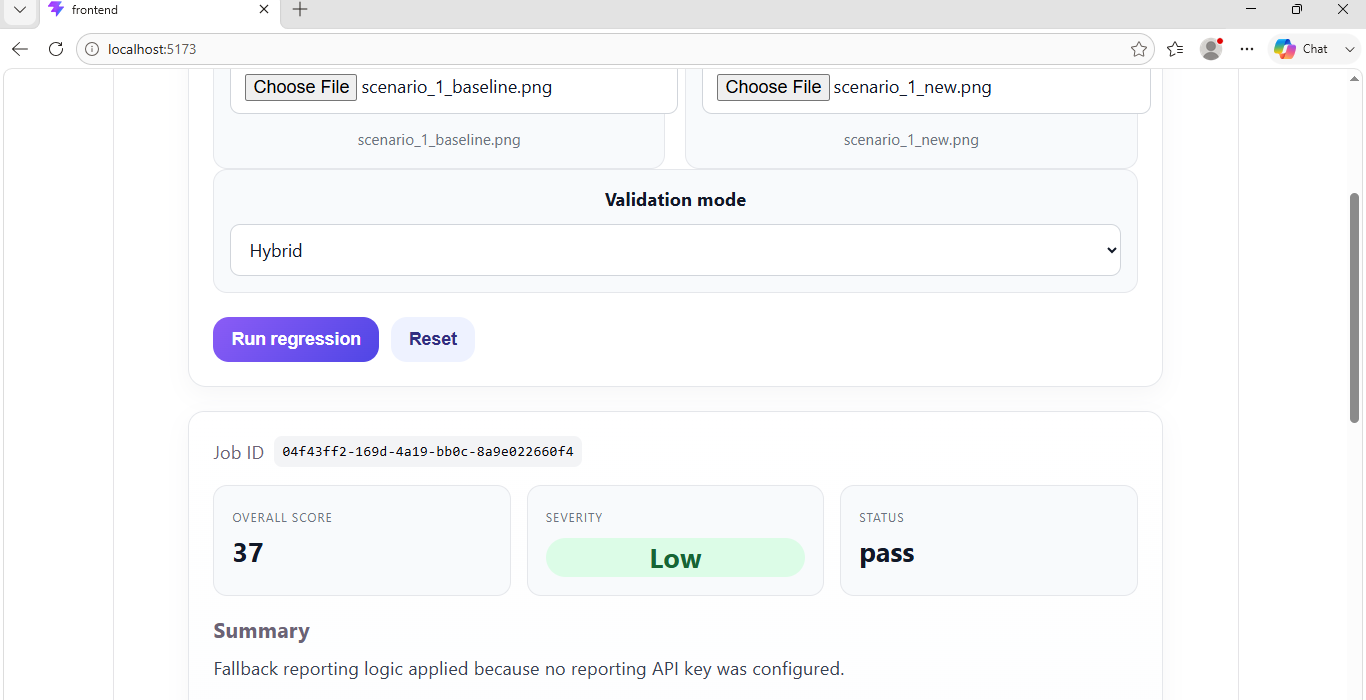 frontend
localhost:5173
Chat
Choose File scenario_1_baseline.png
Choose File scenario_1_new.png
scenario_1_baseline.png
scenario_1_new.png
Validation mode
Hybrid
Run regression
Reset
Job ID 04f43ff2-169d-4a19-bb0c-8a9e022660f4
OVERALL SCORE
37
SEVERITY
Low
STATUS
pass
Summary
Fallback reporting logic applied because no reporting API key was configured.